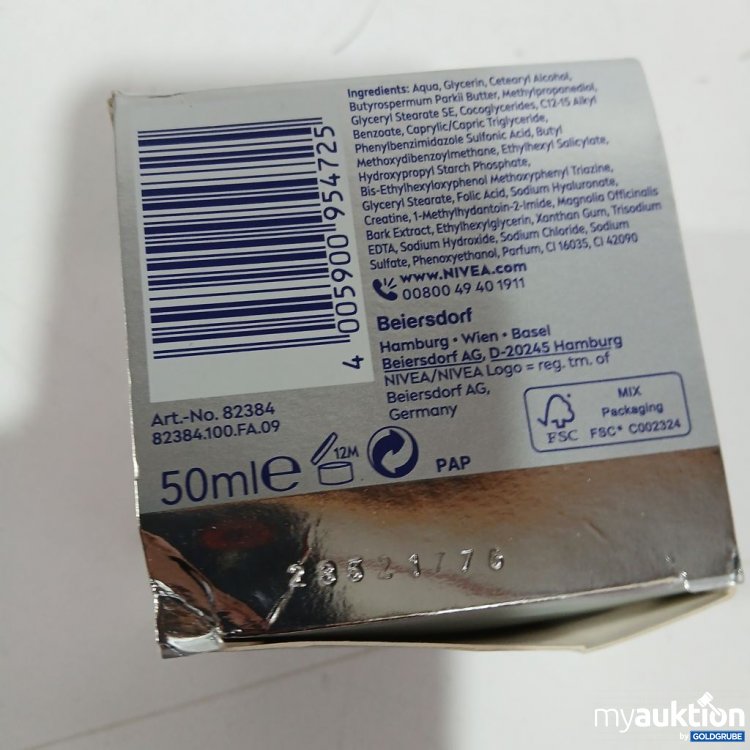 Ingredients: Aqua, Glycerin, Cetearyl Alcohol,
Butyrospermum Parkii Butter, Methylpropanediol,
Glyceryl Stearate SE, Cocoglycerides, C12-15 Alkyl
Benzoate, Caprylic/Capric Triglyceride,
Phenylbenzimidazole Sulfonic Acid, Butyl
Methoxydibenzoylmethane, Ethylhexyl Salicylate,
Hydroxypropyl Starch Phosphate,
Bis-Ethylhexyloxyphenol Methoxyphenyl Triazine,
Glyceryl Stearate, Folic Acid, Sodium Hyaluronate,
Creatine, 1-Methylhydantoin-2-Imide, Magnolia Officinalis
Bark Extract, Ethylhexylglycerin, Xanthan Gum, Trisodium
EDTA, Sodium Hydroxide, Sodium Chloride, Sodium
Sulfate, Phenoxyethanol, Parfum, CI 16035, CI 42090
www.NIVEA.com
00800 49 40 1911
Beiersdorf
Hamburg • Wien • Basel
Beiersdorf AG, D-20245 Hamburg
NIVEA/NIVEA Logo = reg. tm. of
Beiersdorf AG,
Germany
4 005900 954725
Art.-No. 82384
82384.100.FA.09
50ml e
12M
PAP
FSC
MIX
Packaging
FSC® C002324
myauktion
by GOLDGRUBE